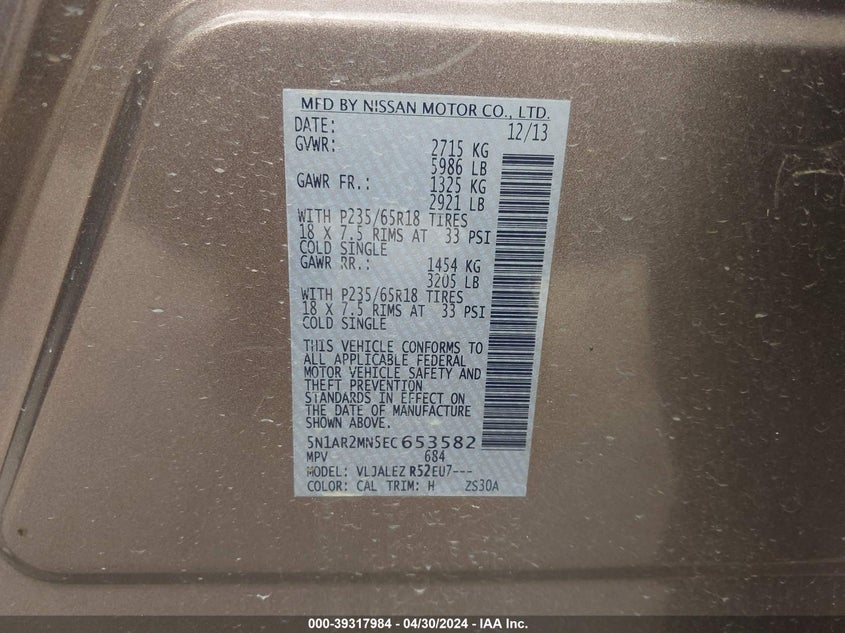 MFD BY NISSAN MOTOR CO., LTD.
DATE: 12/13
GVWR: 2715 KG
5986 LB
GAWR FR.: 1325 KG
2921 LB
WITH P235/65R18 TIRES
18 X 7.5 RIMS AT 33 PSI
COLD SINGLE
GAWR RR.: 1454 KG
3205 LB
WITH P235/65R18 TIRES
18 X 7.5 RIMS AT 33 PSI
COLD SINGLE
THIS VEHICLE CONFORMS TO
ALL APPLICABLE FEDERAL
MOTOR VEHICLE SAFETY AND
THEFT PREVENTION
STANDARDS IN EFFECT ON
THE DATE OF MANUFACTURE
SHOWN ABOVE.
5N1AR2MN5EC653582
MPV 684
MODEL: VLJALEZ R52EU7---
COLOR: CAL TRIM: H ZS30A
000-39317984 - 04/30/2024 - IAA Inc.